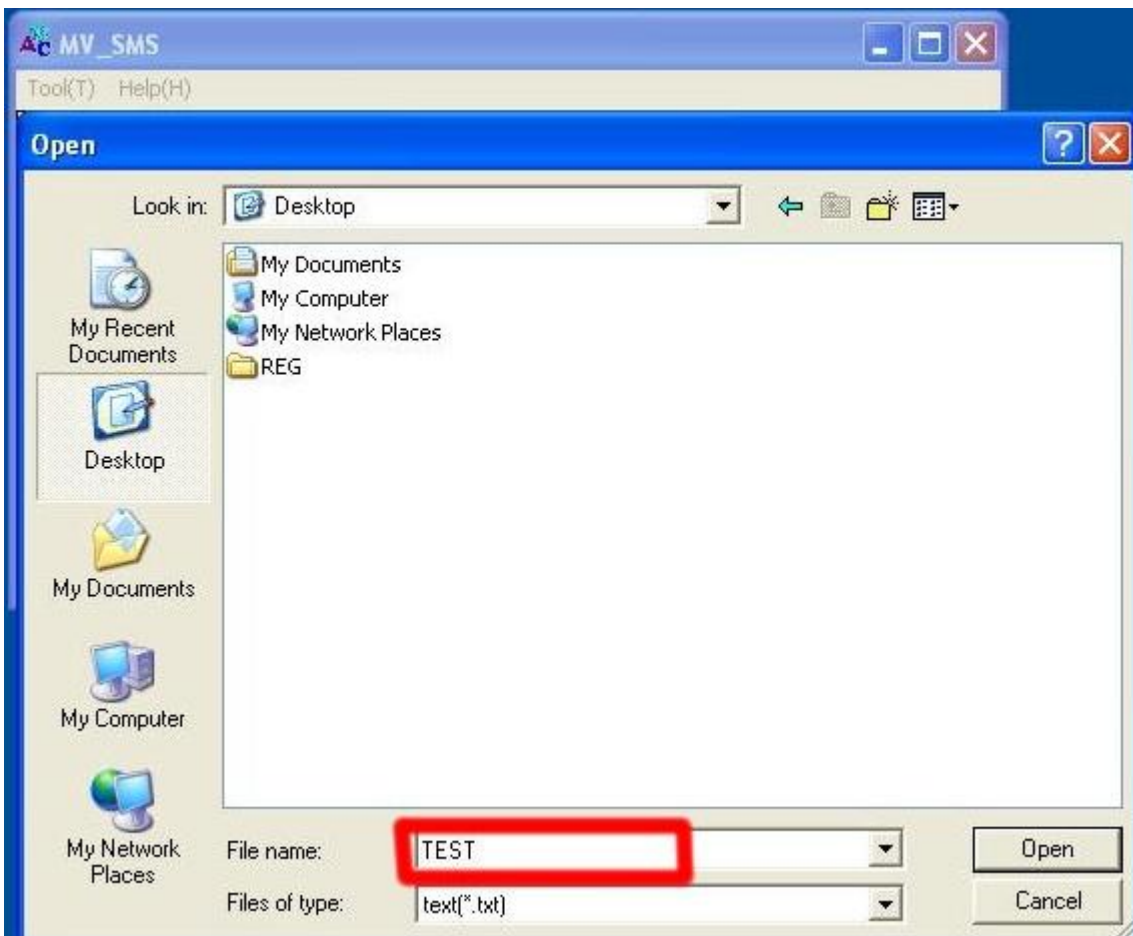 MV_SMS
Tool(T) Help(H)
Open
Look in: Desktop
My Documents
My Computer
My Network Places
REG
My Recent
Documents
Desktop
My Documents
My Computer
My Network
Places
File name: TEST Open
Files of type: text(*.txt) Cancel